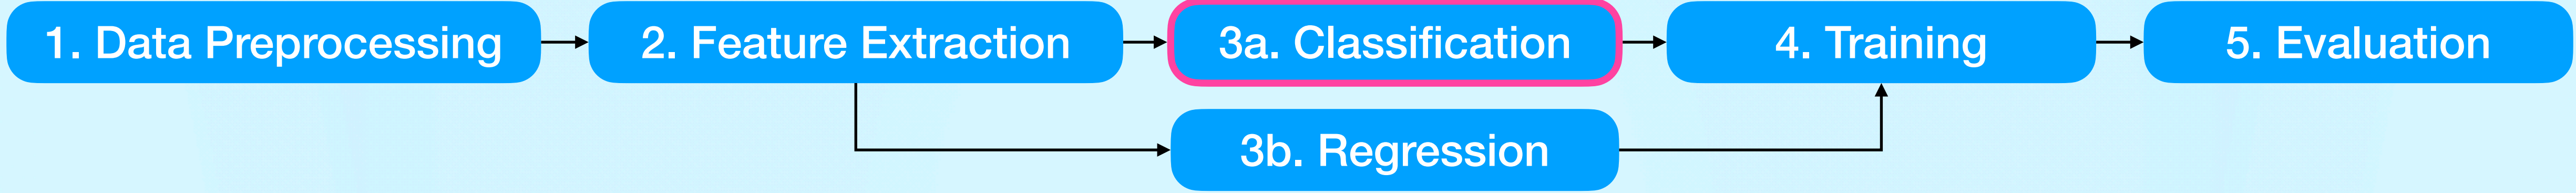 1. Data Preprocessing
2. Feature Extraction
3a. Classification
4. Training
5. Evaluation
3b. Regression